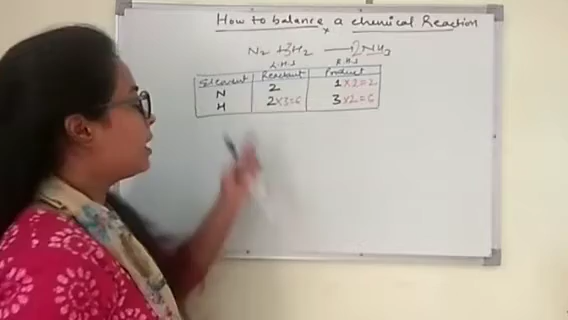 How to balance a chemical Reaction
N₂ + 3H₂ → 2NH₃
L.H.S R.H.S
Reactant Product
N 2 1×2=2
H 2×3=6 3×2=6